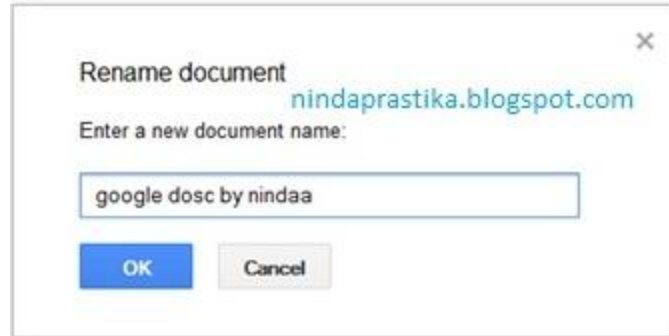 ×
Rename document
nindaprastika.blogspot.com
Enter a new document name:
google dosc by nindaa
OK Cancel